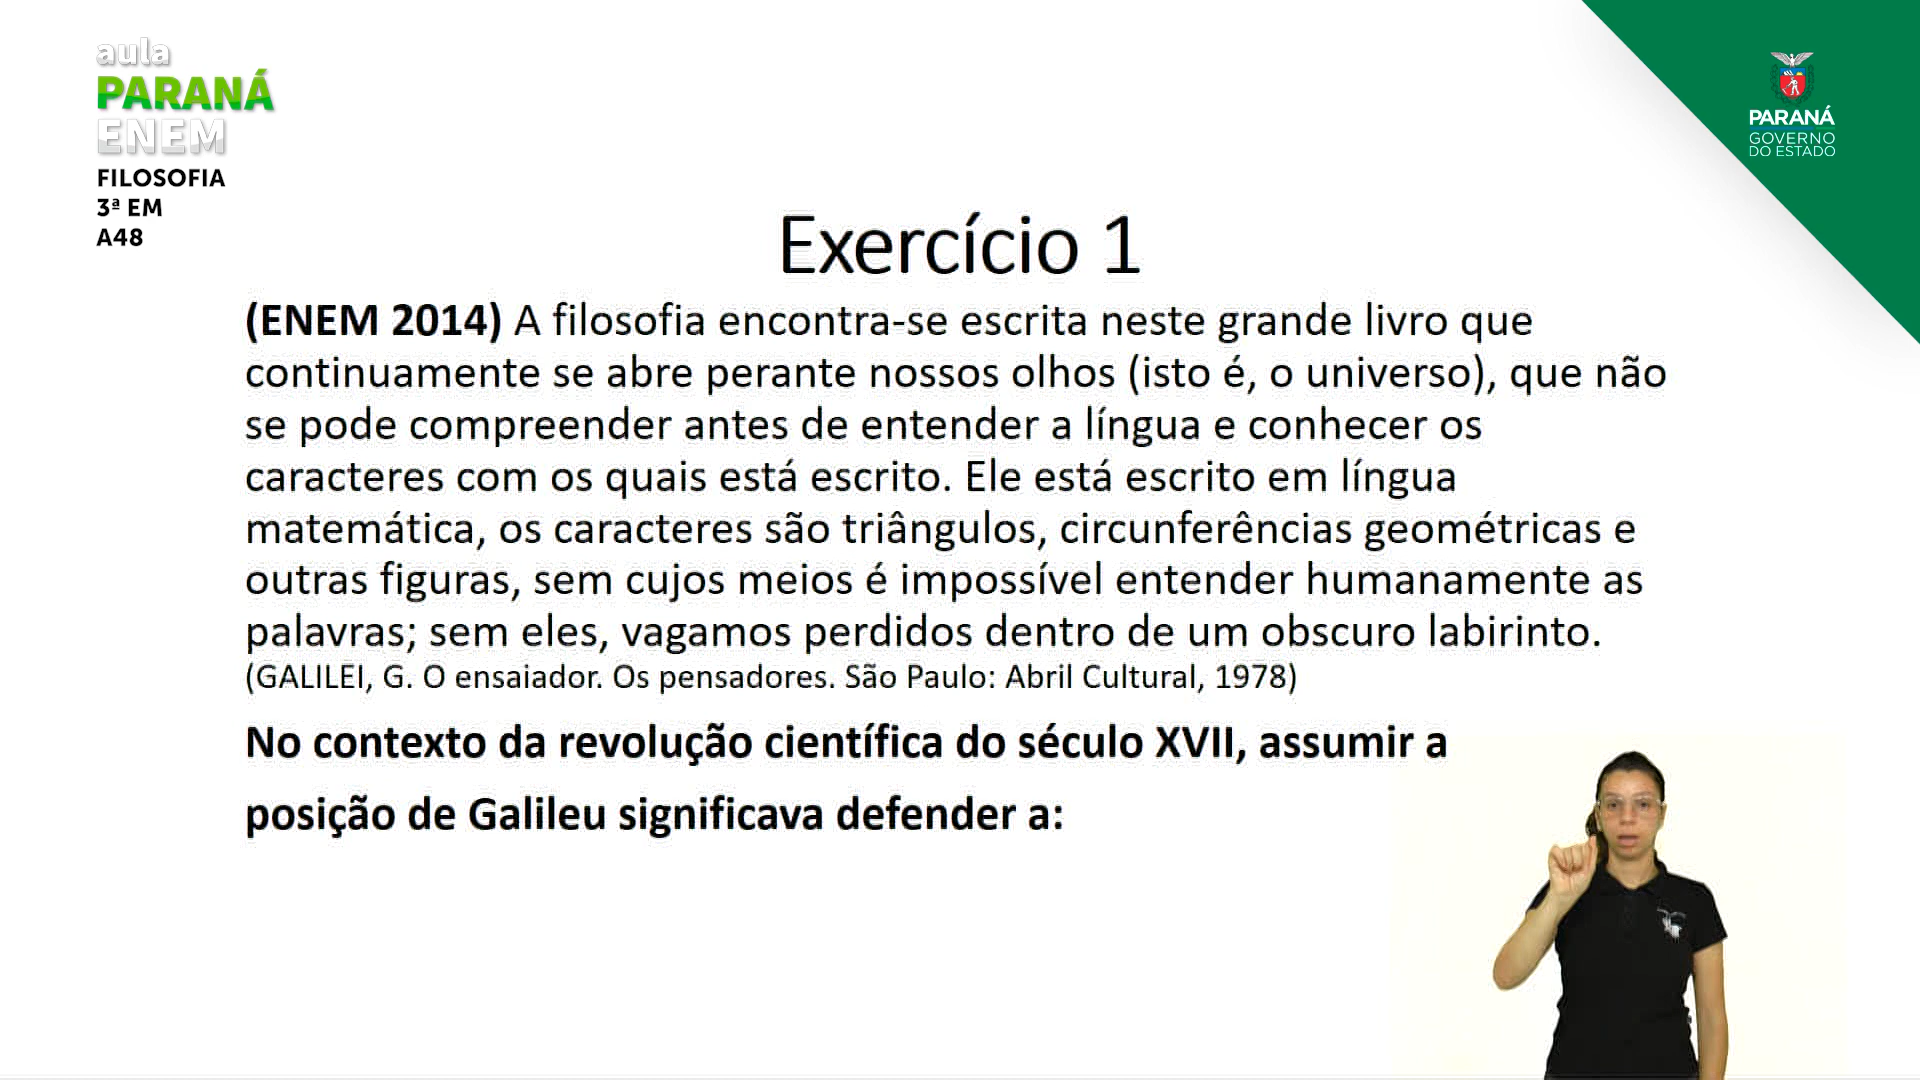 aula
PARANÁ
ENEM
FILOSOFIA
3ª EM
A48
PARANÁ
GOVERNO
DO ESTADO
Exercício 1
(ENEM 2014) A filosofia encontra-se escrita neste grande livro que
continuamente se abre perante nossos olhos (isto é, o universo), que não
se pode compreender antes de entender a língua e conhecer os
caracteres com os quais está escrito. Ele está escrito em língua
matemática, os caracteres são triângulos, circunferências geométricas e
outras figuras, sem cujos meios é impossível entender humanamente as
palavras; sem eles, vagamos perdidos dentro de um obscuro labirinto.
(GALILEI, G. O ensaiador. Os pensadores. São Paulo: Abril Cultural, 1978)
No contexto da revolução científica do século XVII, assumir a
posição de Galileu significava defender a: